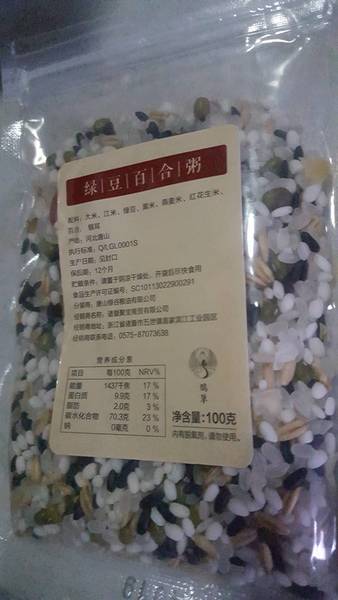 绿豆百合粥
配料：大米、江米、绿豆、黑米、燕麦米、红花生米、
百合、银耳
产地：河北唐山
执行标准：Q/LGL0001S
生产日期：见封口
保质期：12个月
贮藏条件：请置于阴凉干燥处，开袋后尽快食用
食品生产许可证编号：SC10113022900291
分装商：唐山绿谷粮油有限公司
经销商名称：诸暨聚宝商贸有限公司
经销商地址：浙江省诸暨市五泄镇
工业园区
经销商联系电话：0575-87073638
营养成分表
项目 每100克 NRV%
能量 1437千焦 17 %
蛋白质 9.9克 17 %
脂肪 2.0克 3 %
碳水化合物 70.3克 23 %
钠 0毫克 0 %
净含量:100克
内有脱氧剂，请勿使用。